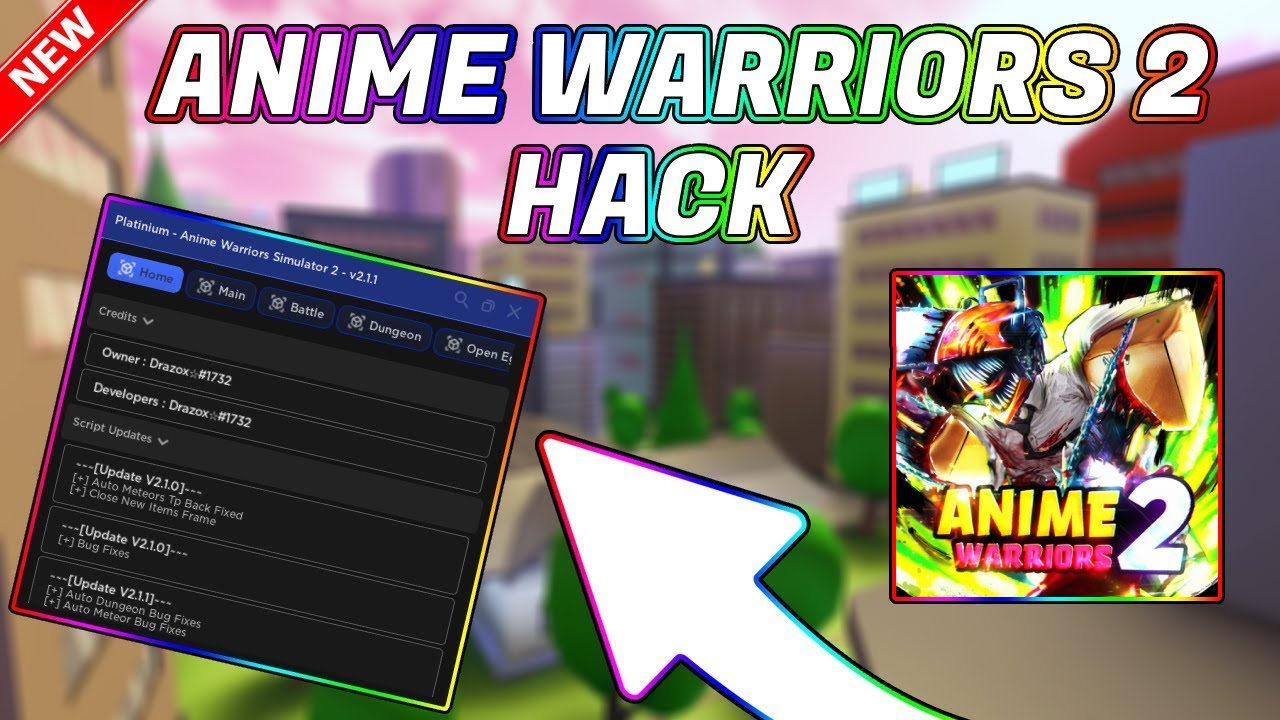 NEW
ANIME WARRIORS 2
HACK
Platinium - Anime Warriors Simulator 2 - v2.1.1
Home
Main
Battle
Dungeon
Open Eg
Credits
Owner : Drazox☆#1732
Developers : Drazox☆#1732
Script Updates
---[Update V2.1.0]---
[+] Auto Meteors Tp Back Fixed
[+] Close New Items Frame
---[Update V2.1.0]---
[+] Bug Fixes
---[Update V2.1.1]---
[+] Auto Dungeon Bug Fixes
[+] Auto Meteor Bug Fixes
ANIME
WARRIORS
2